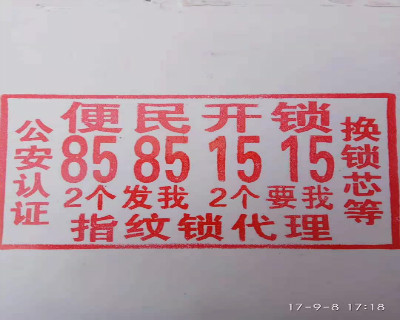 便民开锁
公安认证
85 85 15 15
换锁芯等
2个发我 2个要我
指纹锁代理
17-9-8 17:18